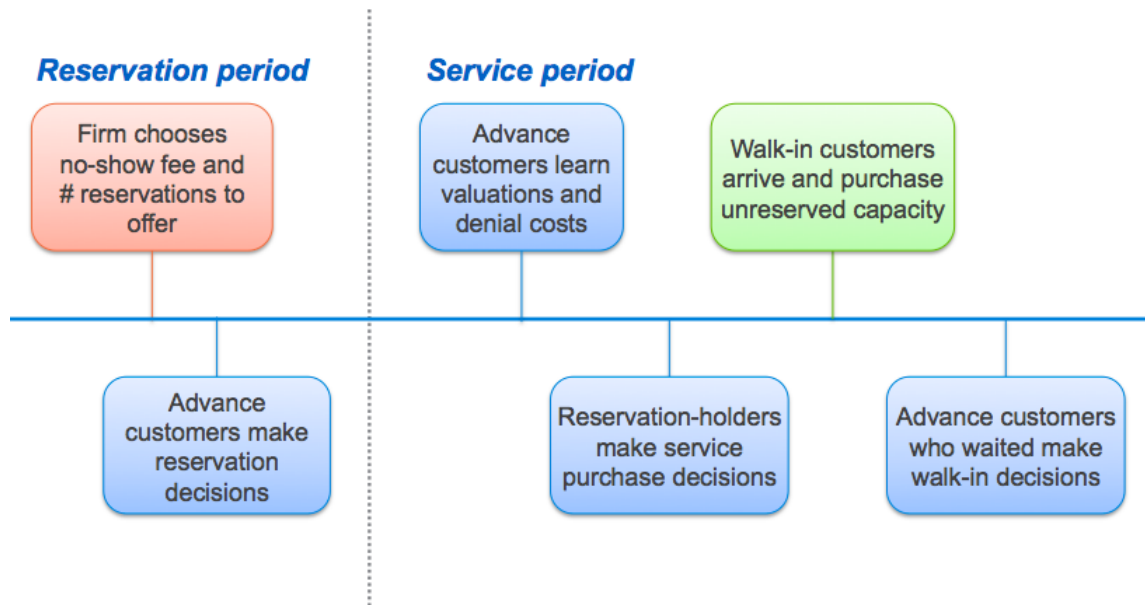 Reservation period
Service period
Firm chooses
no-show fee and
# reservations to
offer
Advance
customers learn
valuations and
denial costs
Walk-in customers
arrive and purchase
unreserved capacity
Advance
customers make
reservation
decisions
Reservation-holders
make service
purchase decisions
Advance customers
who waited make
walk-in decisions